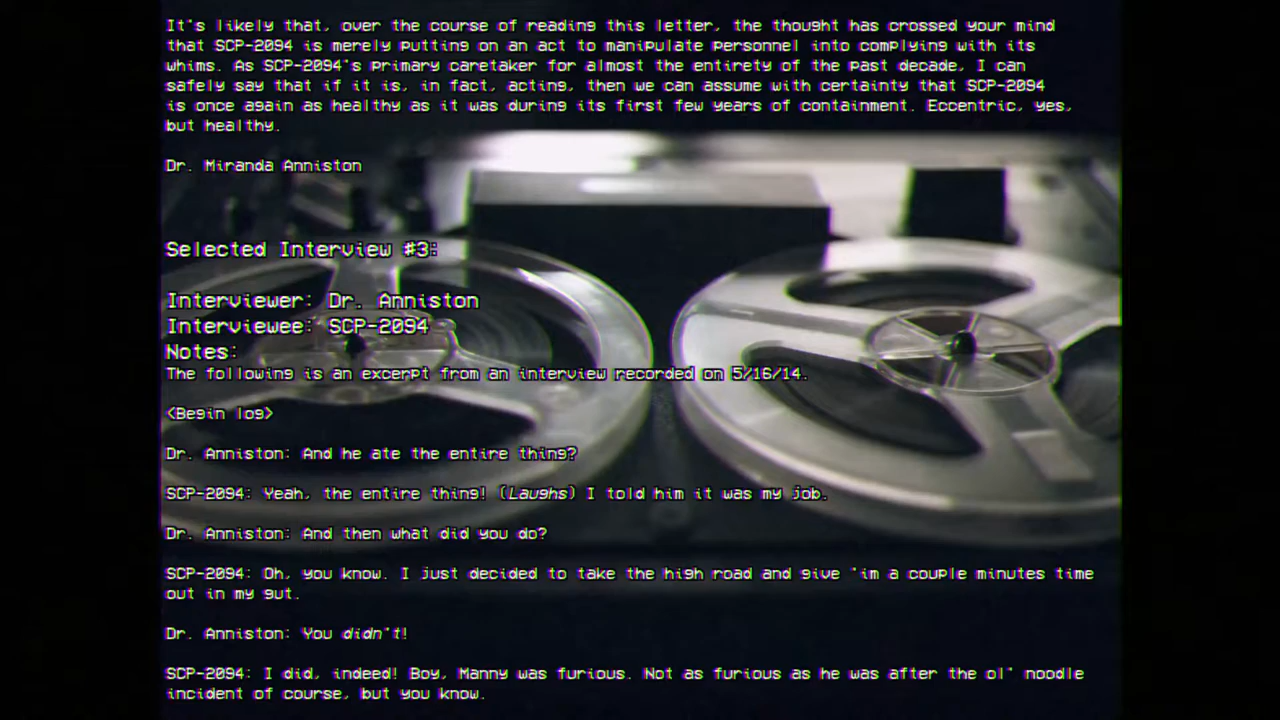 It's likely that, over the course of reading this letter, the thought has crossed your mind
that SCP-2094 is merely putting on an act to manipulate personnel into complying with its
whims. As SCP-2094's primary caretaker for almost the entirety of the past decade, I can
safely say that if it is, in fact, acting, then we can assume with certainty that SCP-2094
is once again as healthy as it was during its first few years of containment. Eccentric, yes,
but healthy.
Dr. Miranda Anniston
Selected Interview #3:
Interviewer: Dr. Anniston
Interviewee: SCP-2094
Notes:
The following is an excerpt from an interview recorded on 5/16/14.
<Begin log>
Dr. Anniston: And he ate the entire thing?
SCP-2094: Yeah, the entire thing! (Laughs) I told him it was my job.
Dr. Anniston: And then what did you do?
SCP-2094: Oh, you know. I just decided to take the high road and give 'im a couple minutes time
out in my gut.
Dr. Anniston: You didn't!
SCP-2094: I did, indeed! Boy, Manny was furious. Not as furious as he was after the ol' noodle
incident of course, but you know.